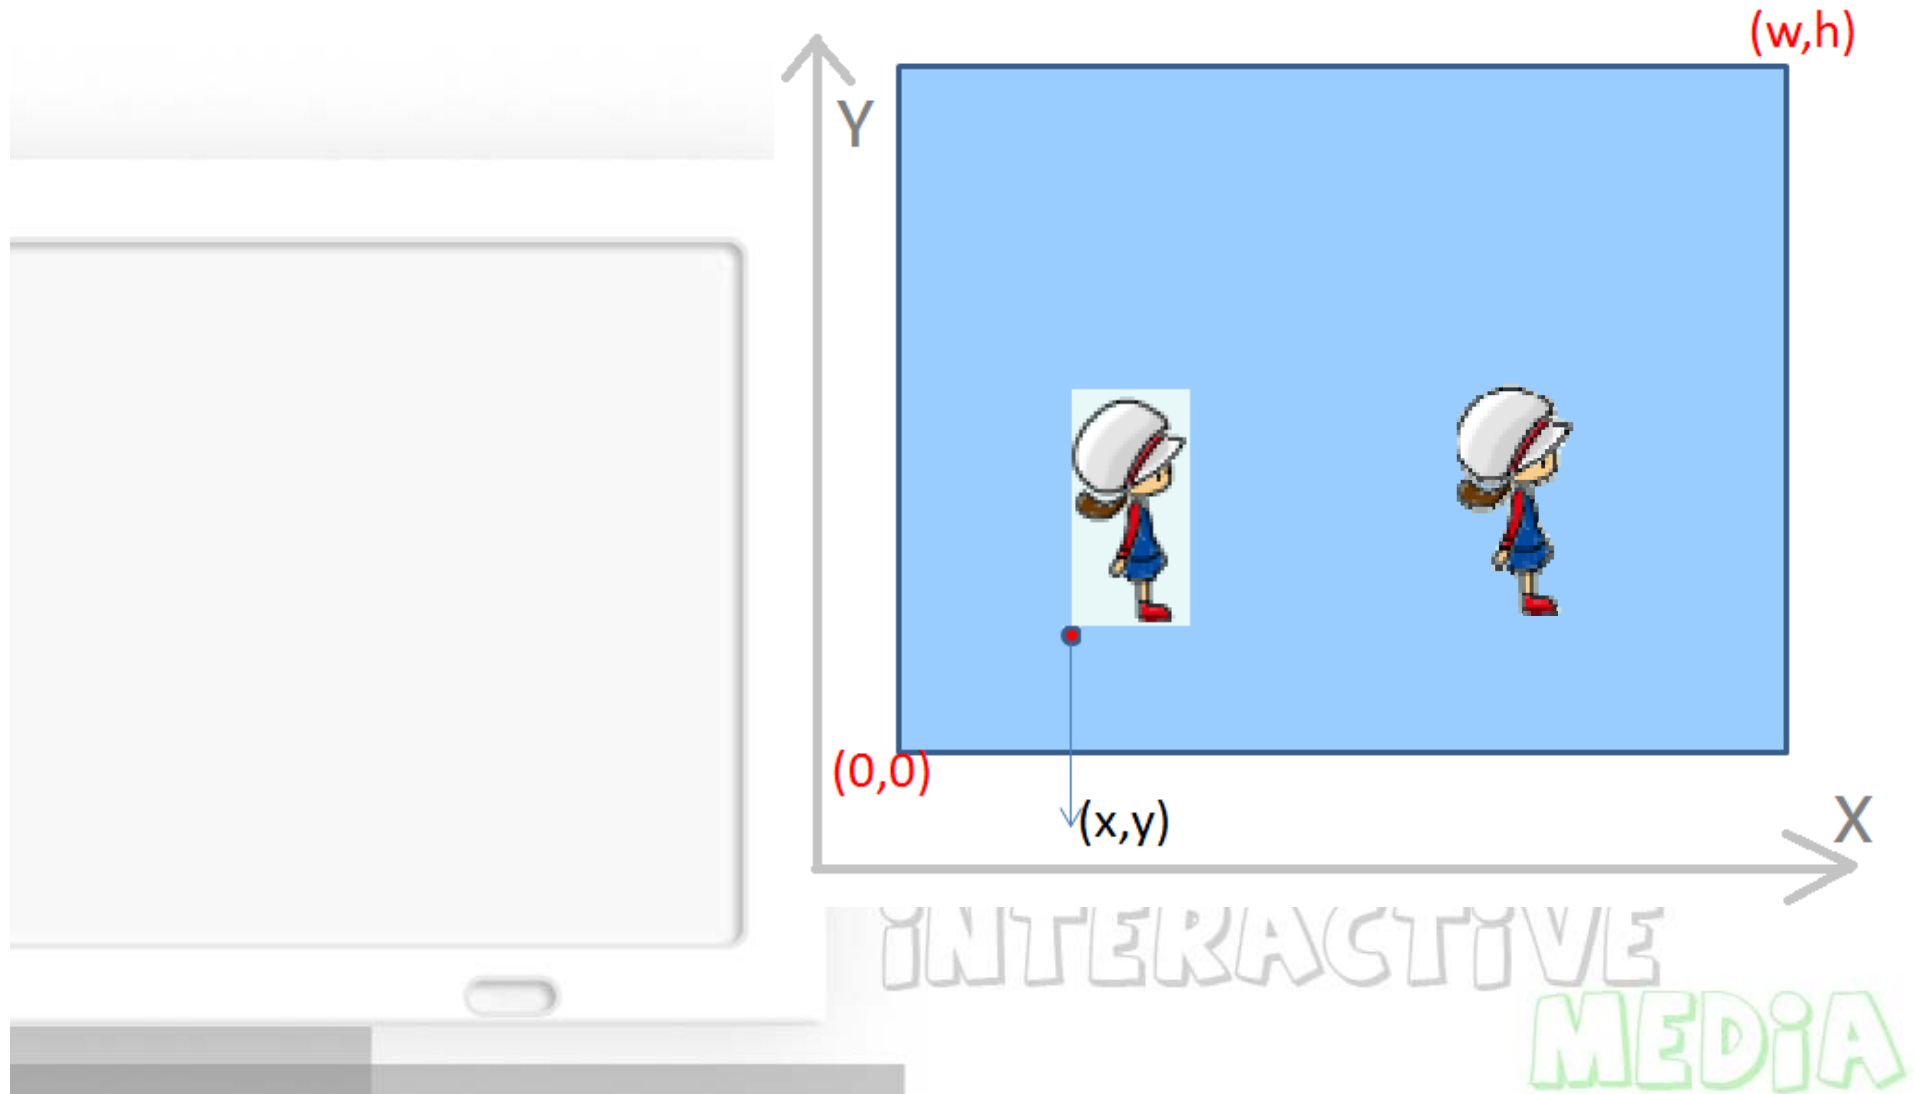 (w,h)
Y
(0,0)
(x,y)
X
iNTERACTiVE
MEDiA